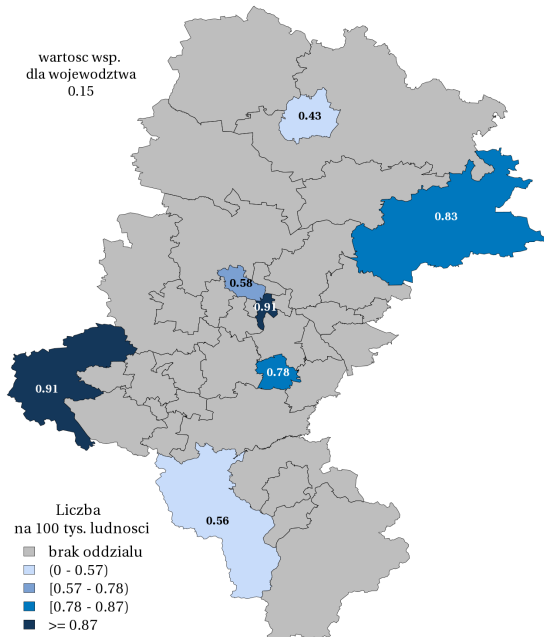 wartosc wsp.
dla wojewodztwa
0.15
0.43
0.83
0.58
0.91
0.91
0.78
0.56
Liczba
na 100 tys. ludnosci
brak oddzialu
(0 - 0.57)
[0.57 - 0.78)
[0.78 - 0.87)
>= 0.87